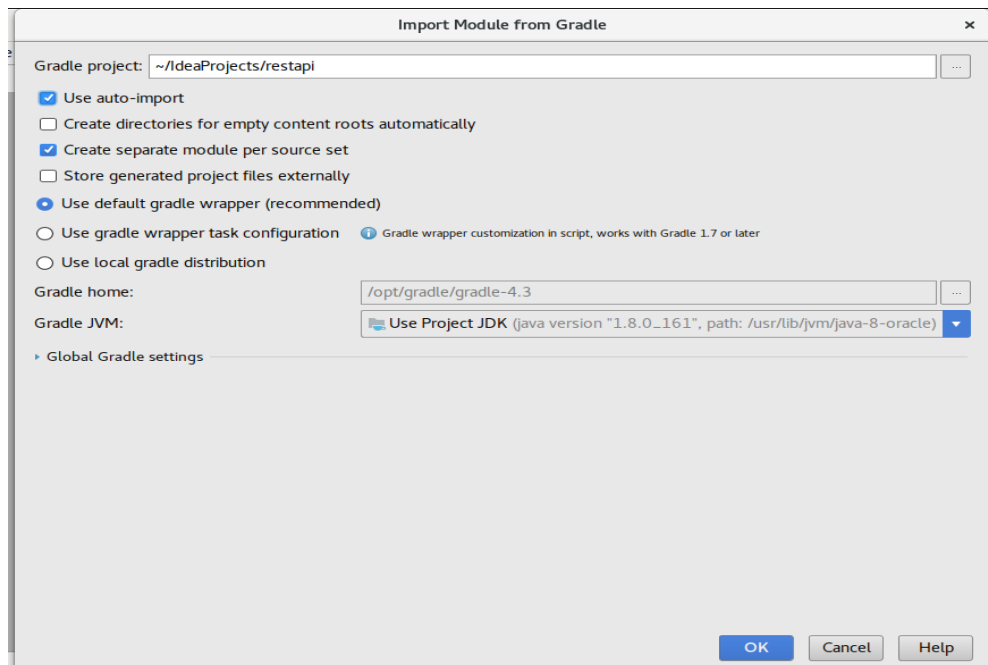 Import Module from Gradle ×
Gradle project: ~/IdeaProjects/restapi ...
Use auto-import
Create directories for empty content roots automatically
Create separate module per source set
Store generated project files externally
Use default gradle wrapper (recommended)
Use gradle wrapper task configuration Gradle wrapper customization in script, works with Gradle 1.7 or later
Use local gradle distribution
Gradle home: /opt/gradle/gradle-4.3 ...
Gradle JVM: Use Project JDK (java version "1.8.0_161", path: /usr/lib/jvm/java-8-oracle)
Global Gradle settings
OK Cancel Help